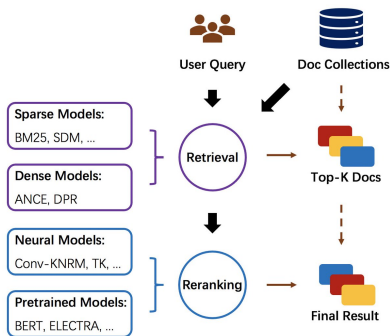 User Query
Doc Collections
Sparse Models:
BM25, SDM, ...
Dense Models:
ANCE, DPR
Retrieval
Top-K Docs
Neural Models:
Conv-KNRM, TK, ...
Pretrained Models:
BERT, ELECTRA, ...
Reranking
Final Result